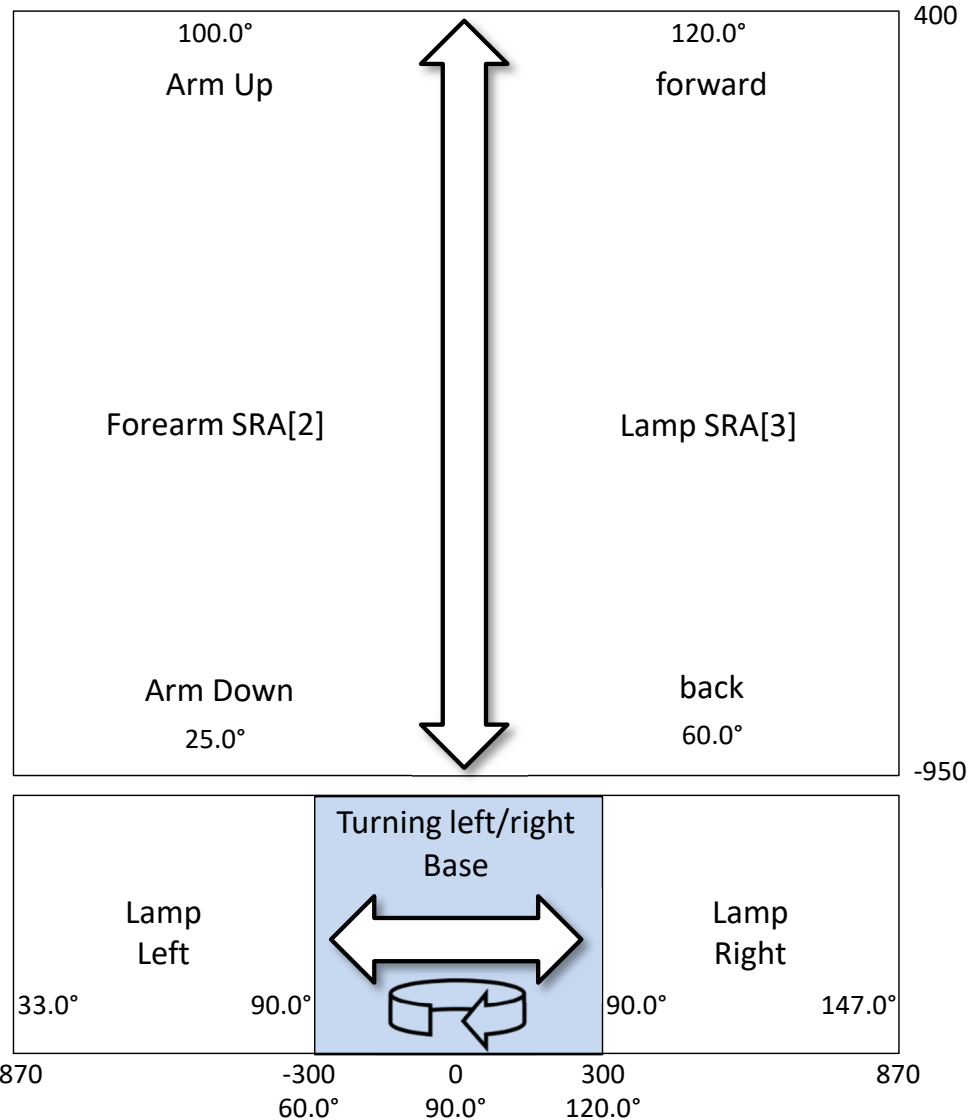 400
100.0°
120.0°
Arm Up
forward
Forearm SRA[2]
Lamp SRA[3]
Arm Down
back
25.0°
60.0°
-950
Turning left/right
Base
Lamp
Left
Lamp
Right
33.0°
90.0°
90.0°
147.0°
870
-300
0
300
870
60.0°
90.0°
120.0°